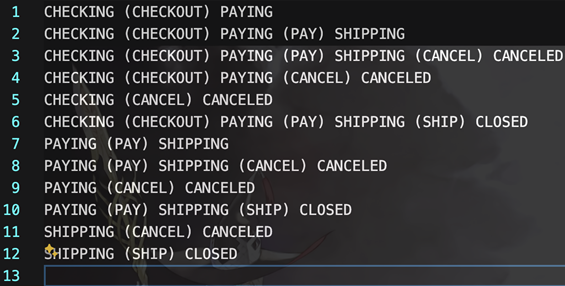 1 CHECKING (CHECKOUT) PAYING
2 CHECKING (CHECKOUT) PAYING (PAY) SHIPPING
3 CHECKING (CHECKOUT) PAYING (PAY) SHIPPING (CANCEL) CANCELED
4 CHECKING (CHECKOUT) PAYING (CANCEL) CANCELED
5 CHECKING (CANCEL) CANCELED
6 CHECKING (CHECKOUT) PAYING (PAY) SHIPPING (SHIP) CLOSED
7 PAYING (PAY) SHIPPING
8 PAYING (PAY) SHIPPING (CANCEL) CANCELED
9 PAYING (CANCEL) CANCELED
10 PAYING (PAY) SHIPPING (SHIP) CLOSED
11 SHIPPING (CANCEL) CANCELED
12 SHIPPING (SHIP) CLOSED
13